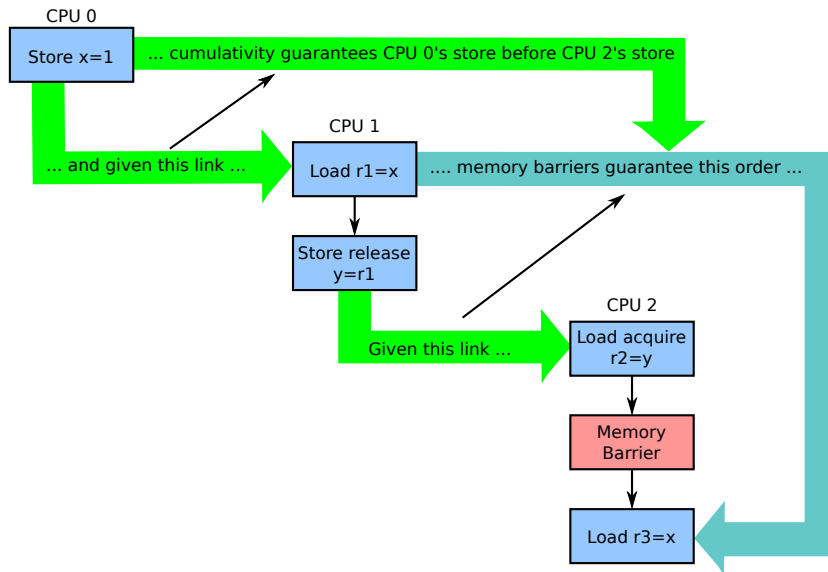 CPU 0
Store x=1
... cumulativity guarantees CPU 0's store before CPU 2's store
CPU 1
... and given this link ...
Load r1=x
.... memory barriers guarantee this order ...
Store release
y=r1
CPU 2
Given this link ...
Load acquire
r2=y
Memory
Barrier
Load r3=x